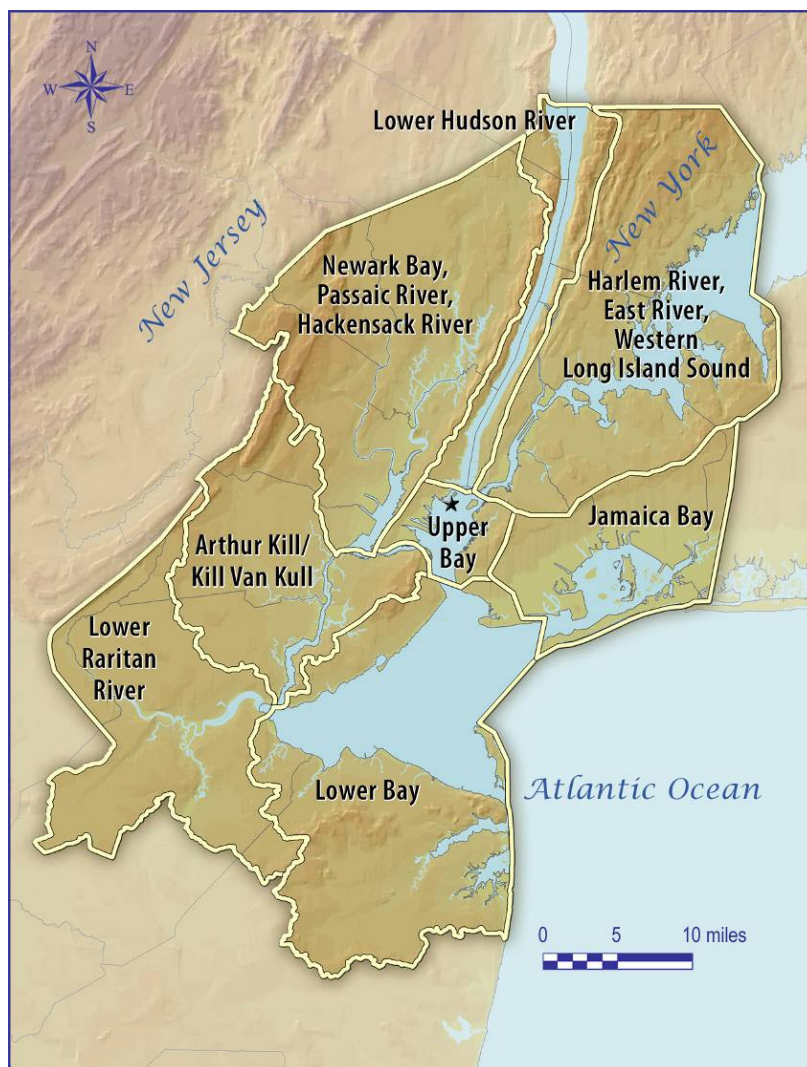 N
W E
S
Lower Hudson River
New Jersey
New York
Newark Bay,
Passaic River,
Hackensack River
Harlem River,
East River,
Western
Long Island Sound
Upper
Bay
Jamaica Bay
Arthur Kill/
Kill Van Kull
Lower
Raritan
River
Lower Bay
Atlantic Ocean
0 5 10 miles